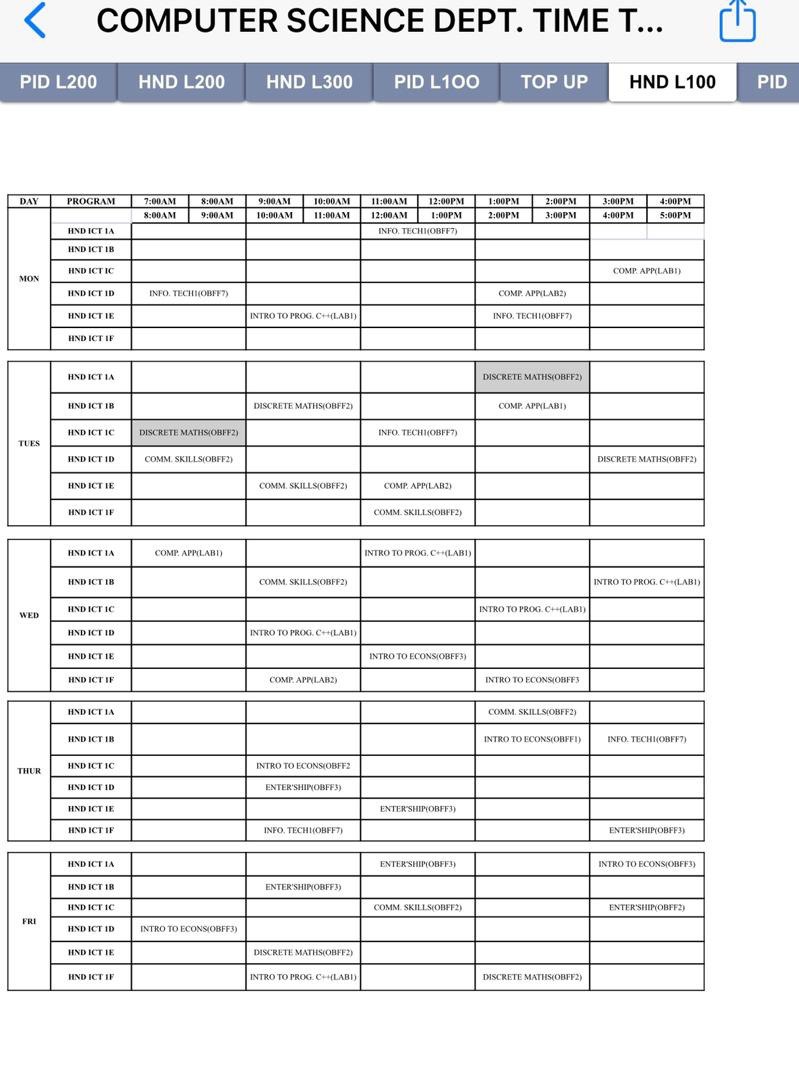 COMPUTER SCIENCE DEPT. TIME T...
PID L200 HND L200 HND L300 PID L1OO TOP UP HND L100 PID
DAY PROGRAM 7:00AM 8:00AM 9:00AM 10:00AM 11:00AM 12:00PM 1:00PM 2:00PM 3:00PM 4:00PM
8:00AM 9:00AM 10:00AM 11:00AM 12:00AM 1:00PM 2:00PM 3:00PM 4:00PM 5:00PM
MON
HND ICT 1A INFO. TECH1(OBFF7)
HND ICT 1B
HND ICT IC COMP. APP(LAB1)
HND ICT 1D INFO. TECH1(OBFF7) COMP. APP(LAB2)
HND ICT 1E INTRO TO PROG. C++(LAB1) INFO. TECH1(OBFF7)
HND ICT 1F
TUES
HND ICT 1A DISCRETE MATHS(OBFF2)
HND ICT 1B DISCRETE MATHS(OBFF2) COMP. APP(LAB1)
HND ICT 1C DISCRETE MATHS(OBFF2) INFO. TECH1(OBFF7)
HND ICT 1D COMM. SKILLS(OBFF2) DISCRETE MATHS(OBFF2)
HND ICT 1E COMM. SKILLS(OBFF2) COMP. APP(LAB2)
HND ICT 1F COMM. SKILLS(OBFF2)
WED
HND ICT 1A COMP. APP(LAB1) INTRO TO PROG. C++(LAB1)
HND ICT 1B COMM. SKILLS(OBFF2) INTRO TO PROG. C++(LAB1)
HND ICT 1C INTRO TO PROG. C++(LAB1)
HND ICT 1D INTRO TO PROG. C++(LAB1)
HND ICT 1E INTRO TO ECONS(OBFF3)
HND ICT 1F COMP. APP(LAB2) INTRO TO ECONS(OBFF3
THUR
HND ICT 1A COMM. SKILLS(OBFF2)
HND ICT 1B INTRO TO ECONS(OBFF1) INFO. TECH1(OBFF7)
HND ICT 1C INTRO TO ECONS(OBFF2
HND ICT 1D ENTER'SHIP(OBFF3)
HND ICT 1E ENTER'SHIP(OBFF3)
HND ICT 1F INFO. TECH1(OBFF7) ENTER'SHIP(OBFF3)
FRI
HND ICT 1A ENTER'SHIP(OBFF3) INTRO TO ECONS(OBFF3)
HND ICT 1B ENTER'SHIP(OBFF3)
HND ICT 1C COMM. SKILLS(OBFF2) ENTER'SHIP(OBFF2)
HND ICT 1D INTRO TO ECONS(OBFF3)
HND ICT 1E DISCRETE MATHS(OBFF2)
HND ICT 1F INTRO TO PROG. C++(LAB1) DISCRETE MATHS(OBFF2)